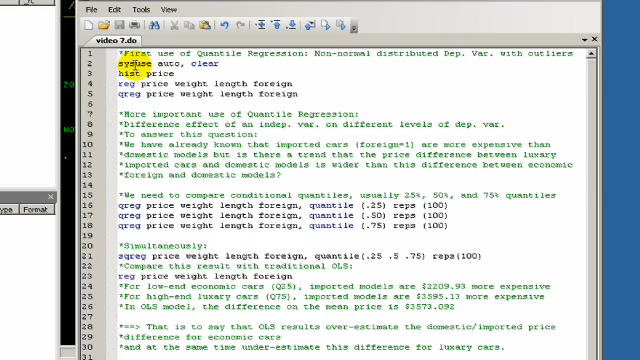 File Edit Tools View
video 7.do
1 *First use of Quantile Regression: Non-normal distributed Dep. Var. with outliers
2 sysuse auto, clear
3 hist price
4 reg price weight length foreign
5 qreg price weight length foreign
6
7 *More important use of Quantile Regression:
8 *Difference effect of an indep. var. on different levels of dep. var.
9 *To answer this question:
10 *We have already known that imported cars (foreign=1) are more expensive than
11 *domestic models but is there a trend that the price difference between luxary
12 *imported cars and domestic models is wider than this difference between economic
13 *foreign and domestic models?
14
15 *We need to compare conditional quantiles, usually 25%, 50%, and 75% quantiles
16 qreg price weight length foreign, quantile (.25) reps (100)
17 qreg price weight length foreign, quantile (.50) reps (100)
18 qreg price weight length foreign, quantile (.75) reps (100)
19
20 *Simultaneously:
21 sqreg price weight length foreign, quantile(.25 .5 .75) reps(100)
22 *Compare this result with traditional OLS:
23 reg price weight length foreign
24 *For low-end economic cars (Q25), imported models are $2209.93 more expensive
25 *For high-end luxary cars (Q75), imported models are $3595.13 more expensive
26 *In OLS model, the difference on the mean price is $3573.092
27
28 *==> That is to say that OLS results over-estimate the domestic/imported price
29 *difference for economic cars
30 *and at the same time under-estimate this difference for luxary cars.
31
Type Format